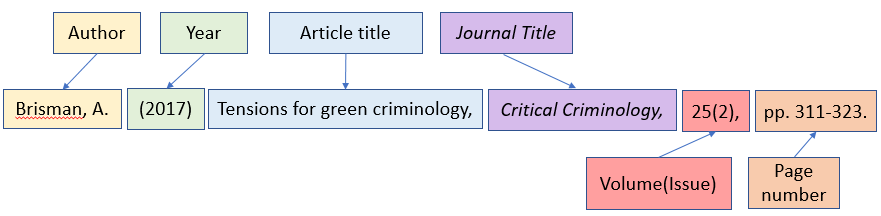 Author Year Article title Journal Title
Brisman, A. (2017) Tensions for green criminology, Critical Criminology, 25(2), pp. 311-323.
Volume(Issue) Page
number